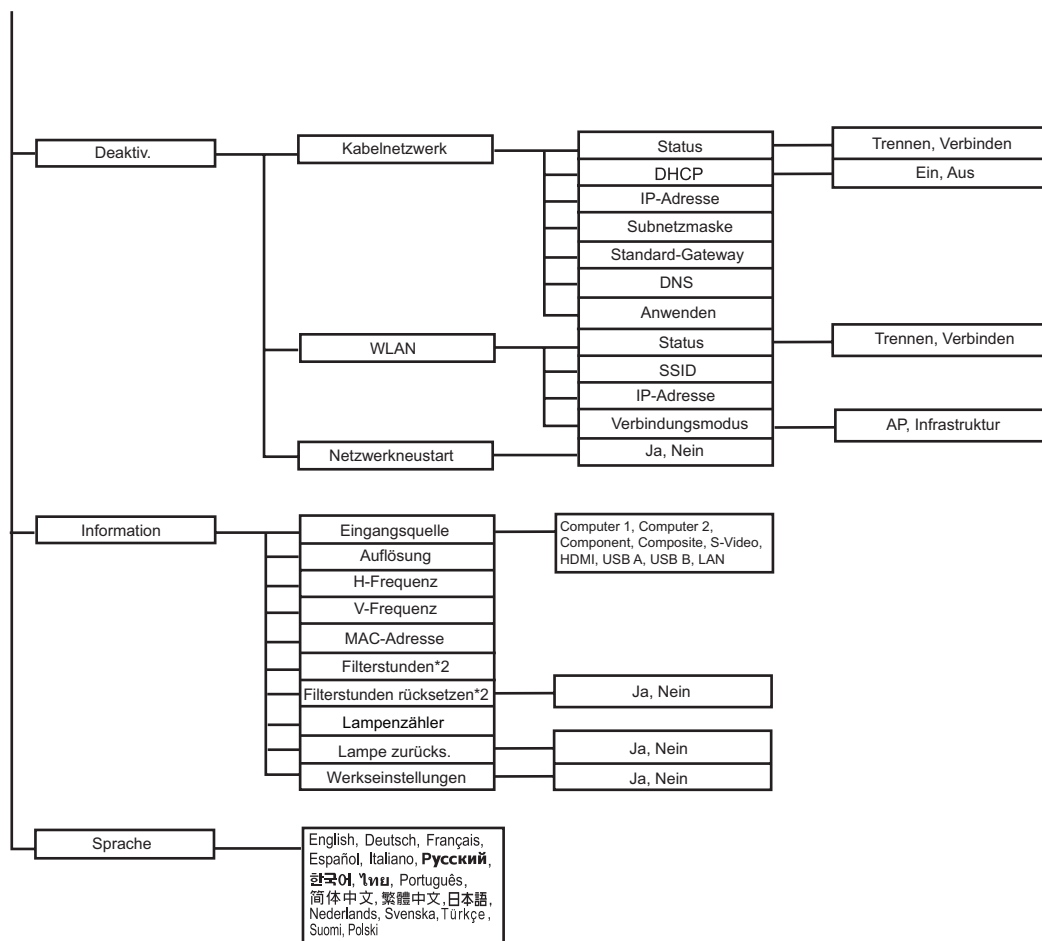 Deaktiv.
Kabelnetzwerk
Status
Trennen, Verbinden
DHCP
Ein, Aus
IP-Adresse
Subnetzmaske
Standard-Gateway
DNS
Anwenden
WLAN
Status
Trennen, Verbinden
SSID
IP-Adresse
Verbindungsmodus
AP, Infrastruktur
Netzwerkneustart
Ja, Nein
Information
Eingangsquelle
Computer 1, Computer 2,
Component, Composite, S-Video,
HDMI, USB A, USB B, LAN
Auflösung
H-Frequenz
V-Frequenz
MAC-Adresse
Filterstunden*2
Filterstunden rücksetzen*2
Ja, Nein
Lampenzähler
Lampe zurücks.
Ja, Nein
Werkseinstellungen
Ja, Nein
Sprache
English, Deutsch, Français,
Español, Italiano, Русский,
한국어, ไทย, Português,
简体中文, 繁體中文, 日本語,
Nederlands, Svenska, Türkçe,
Suomi, Polski